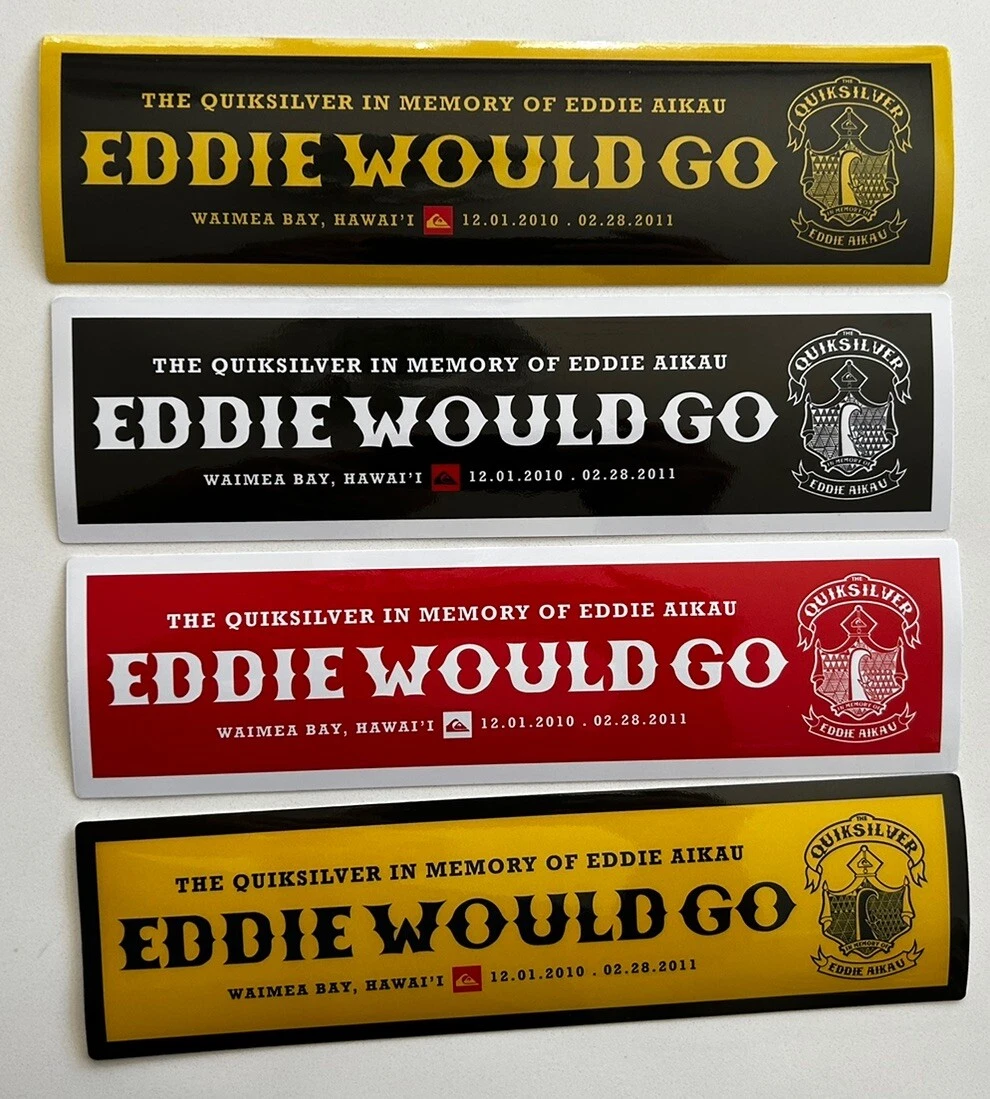 THE QUIKSILVER IN MEMORY OF EDDIE AIKAU
EDDIE WOULD GO
WAIMEA BAY, HAWAI'I 12.01.2010 . 02.28.2011
THE
QUIKSILVER
IN MEMORY OF
EDDIE AIKAU
THE QUIKSILVER IN MEMORY OF EDDIE AIKAU
EDDIE WOULD GO
WAIMEA BAY, HAWAI'I 12.01.2010 . 02.28.2011
THE
QUIKSILVER
IN MEMORY OF
EDDIE AIKAU
THE QUIKSILVER IN MEMORY OF EDDIE AIKAU
EDDIE WOULD GO
WAIMEA BAY, HAWAI'I 12.01.2010 . 02.28.2011
THE
QUIKSILVER
IN MEMORY OF
EDDIE AIKAU
THE QUIKSILVER IN MEMORY OF EDDIE AIKAU
EDDIE WOULD GO
WAIMEA BAY, HAWAI'I 12.01.2010 . 02.28.2011
THE
QUIKSILVER
IN MEMORY OF
EDDIE AIKAU